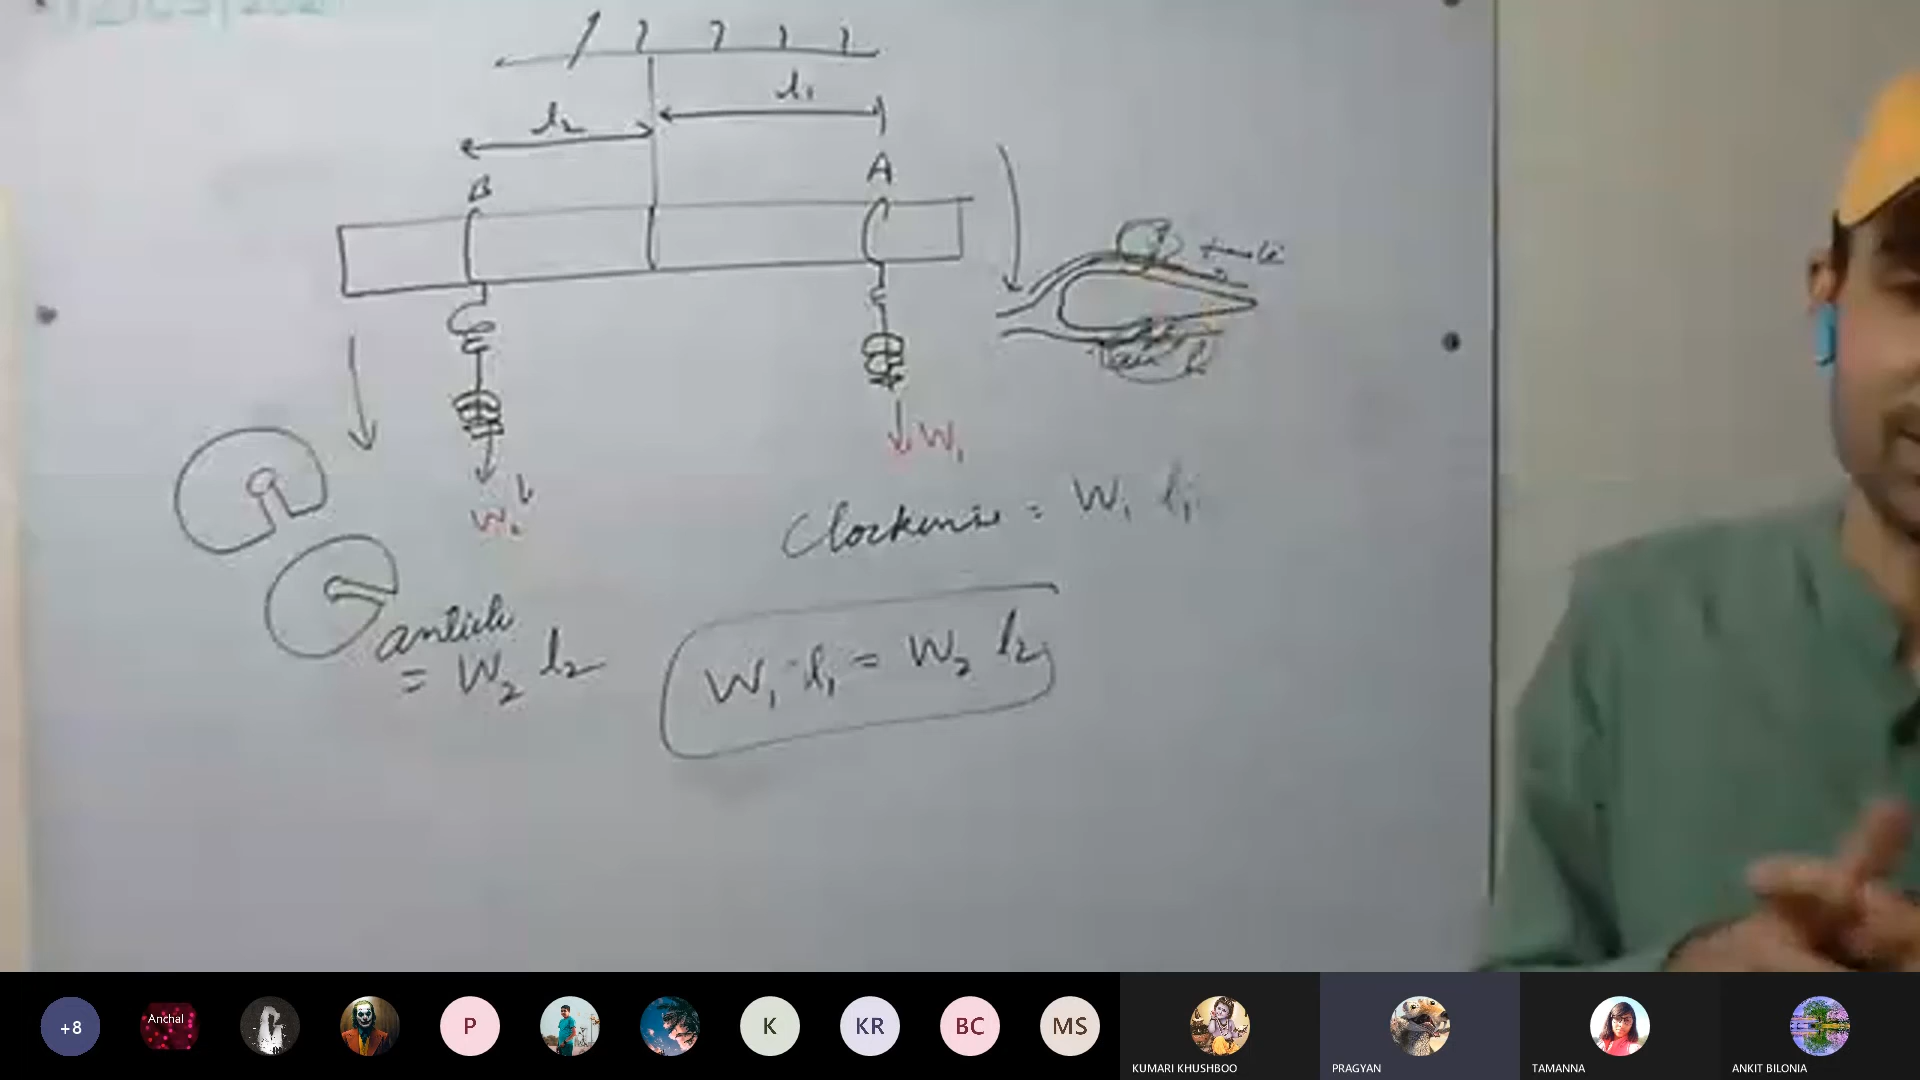 l₁
l₂
A
B
W₁
W₂
Clockwise = W₁ l₁
anticlo
= W₂ l₂
W₁ · l₁ = W₂ l₂
+8
Anchal
P
K
KR
BC
MS
KUMARI KHUSHBOO
PRAGYAN
TAMANNA
ANKIT BILONIA